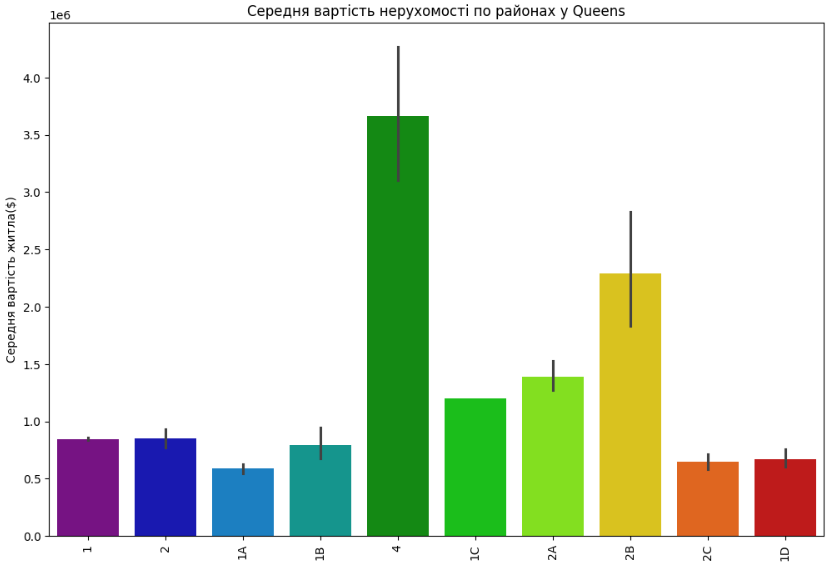 Середня вартість нерухомості по районах у Queens
1e6
4.0
3.5
3.0
2.5
2.0
1.5
1.0
0.5
0.0
Середня вартість житла($)
1
2
1A
1B
4
1C
2A
2B
2C
1D